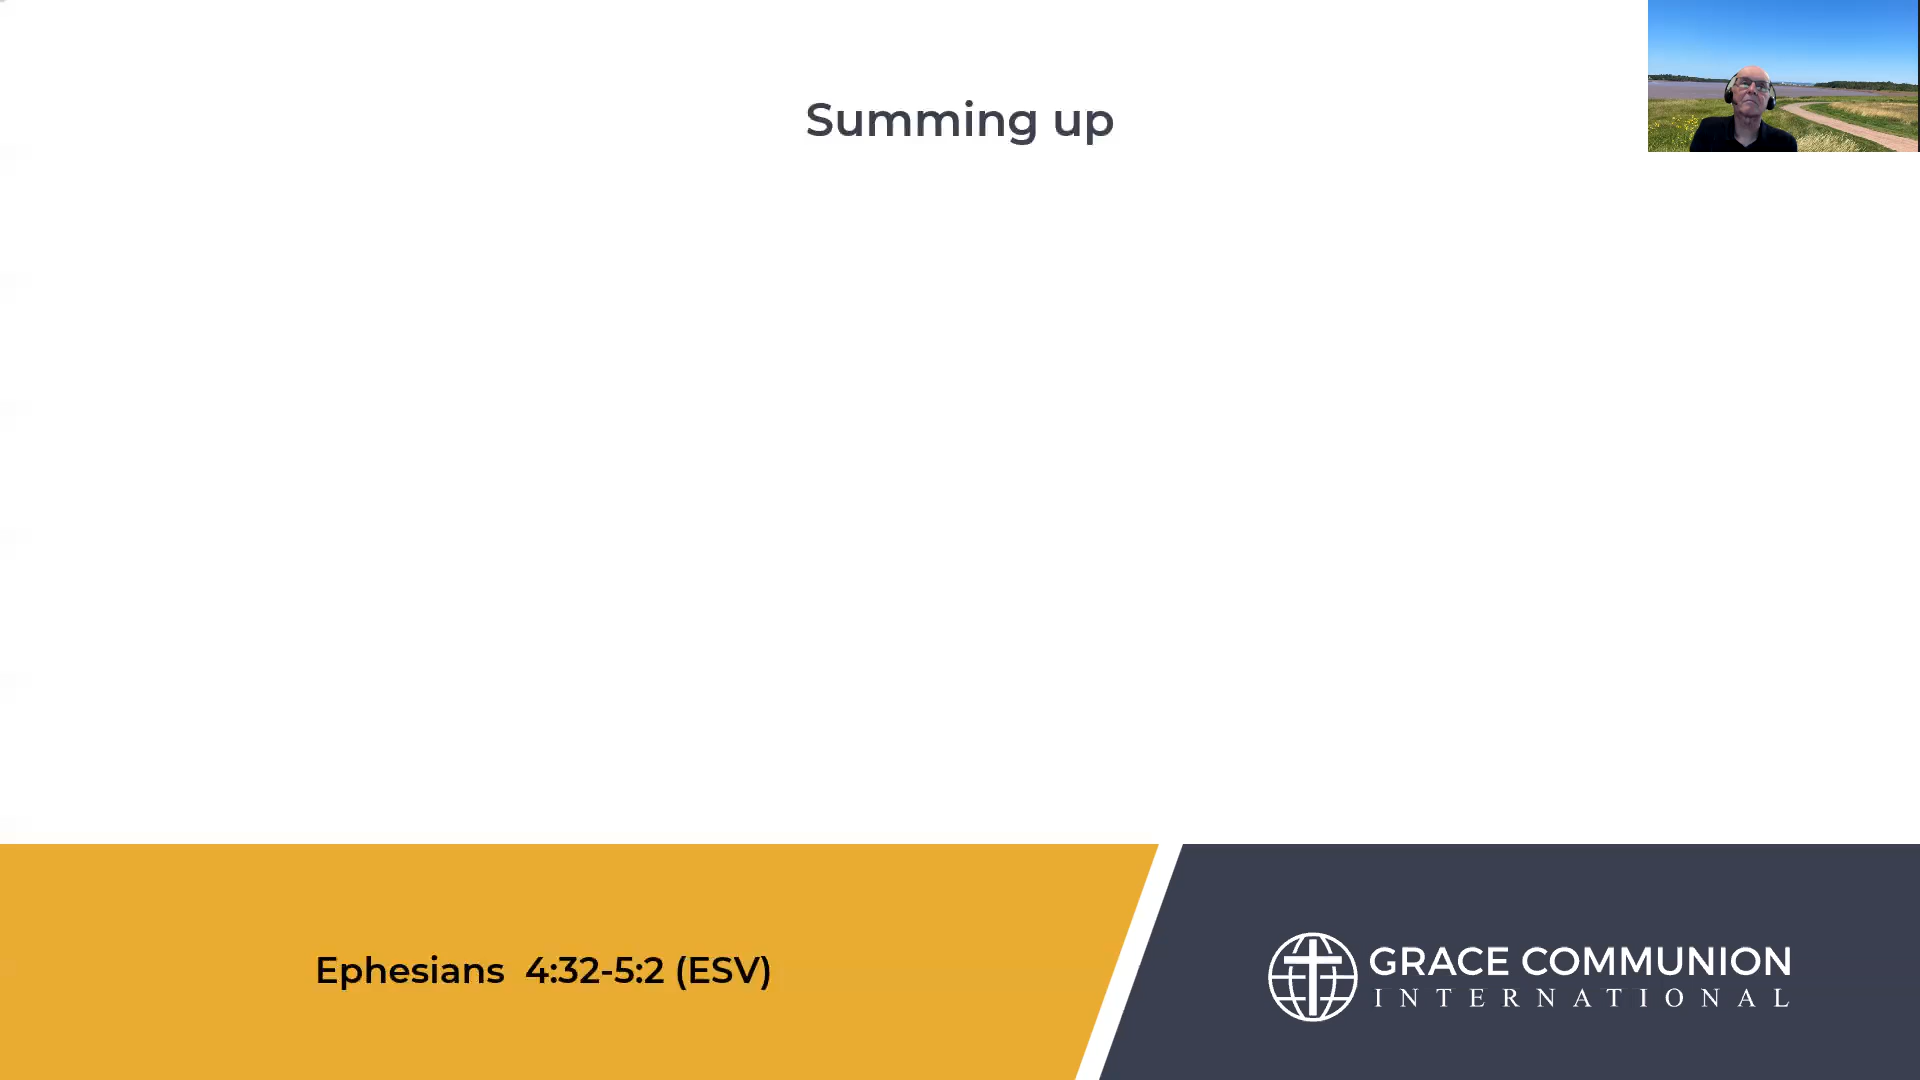 Summing up
Ephesians  4:32-5:2 (ESV)
GRACE COMMUNION
INTERNATIONAL